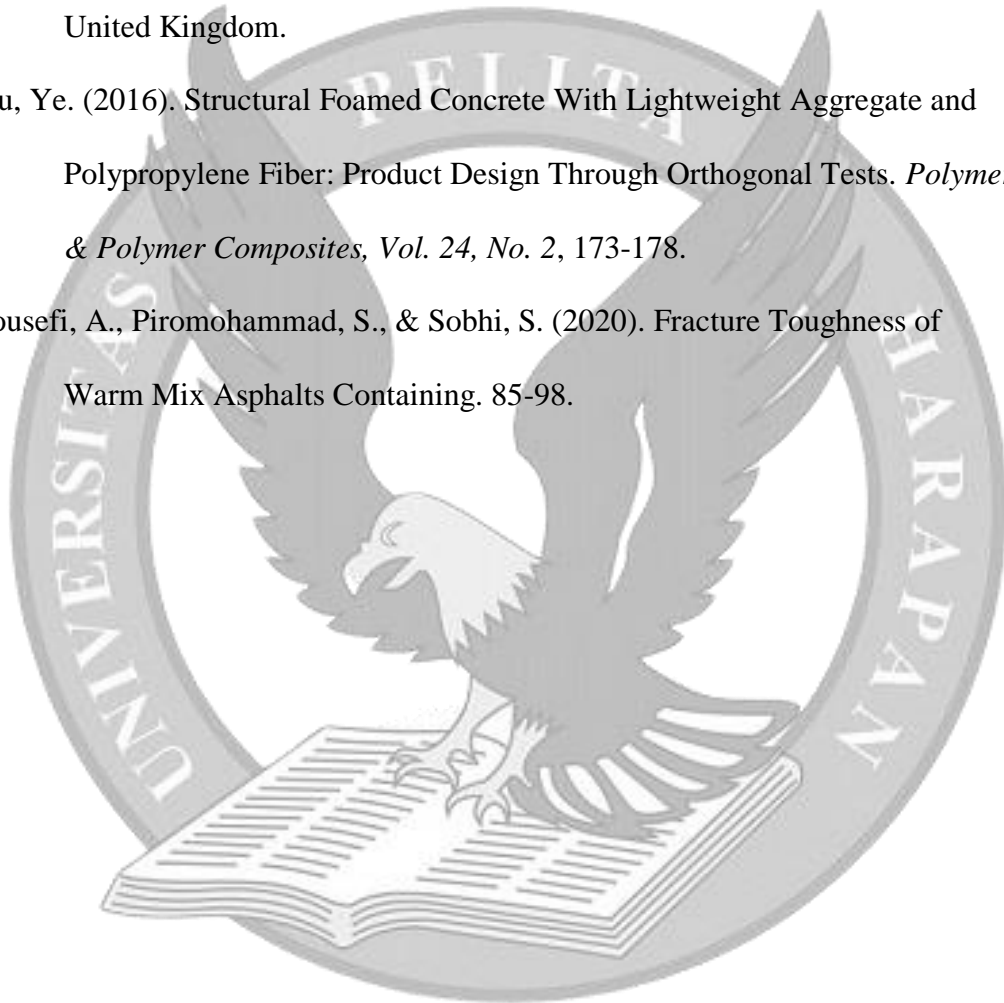 United Kingdom.
u, Ye. (2016). Structural Foamed Concrete With Lightweight Aggregate and
Polypropylene Fiber: Product Design Through Orthogonal Tests. Polymer
& Polymer Composites, Vol. 24, No. 2, 173-178.
ousefi, A., Piromohammad, S., & Sobhi, S. (2020). Fracture Toughness of
Warm Mix Asphalts Containing. 85-98.
UNIVERSITAS PELITA HARAPAN